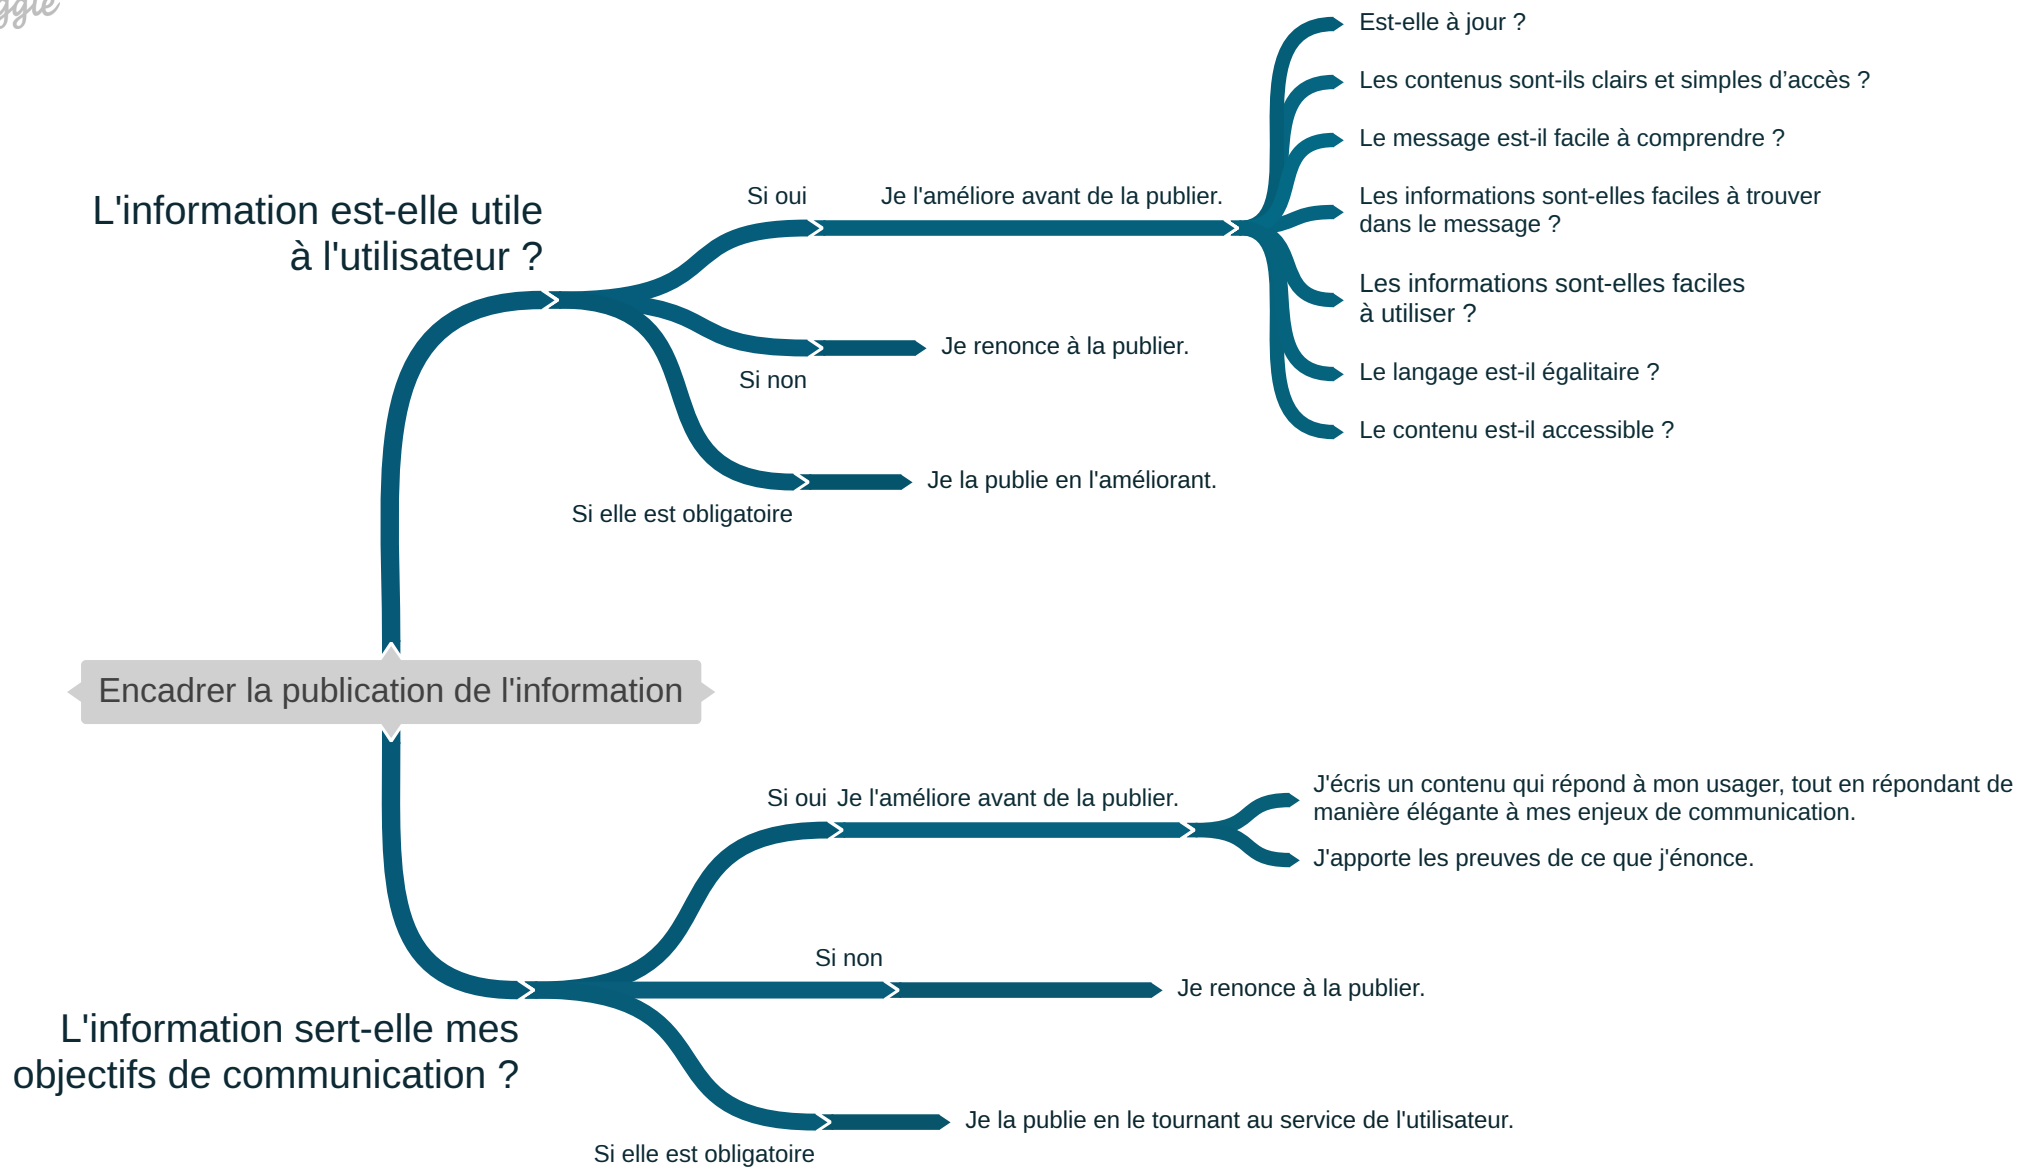 Est-elle à jour ?
Les contenus sont-ils clairs et simples d’accès ?
Le message est-il facile à comprendre ?
L'information est-elle utile
à l'utilisateur ?
Si oui
Je l'améliore avant de la publier.
Les informations sont-elles faciles à trouver
dans le message ?
Les informations sont-elles faciles
à utiliser ?
Si non
Je renonce à la publier.
Le langage est-il égalitaire ?
Le contenu est-il accessible ?
Si elle est obligatoire
Je la publie en l'améliorant.
Encadrer la publication de l'information
L'information sert-elle mes
objectifs de communication ?
Si oui
Je l'améliore avant de la publier.
J'écris un contenu qui répond à mon usager, tout en répondant de
manière élégante à mes enjeux de communication.
J'apporte les preuves de ce que j'énonce.
Si non
Je renonce à la publier.
Si elle est obligatoire
Je la publie en le tournant au service de l'utilisateur.